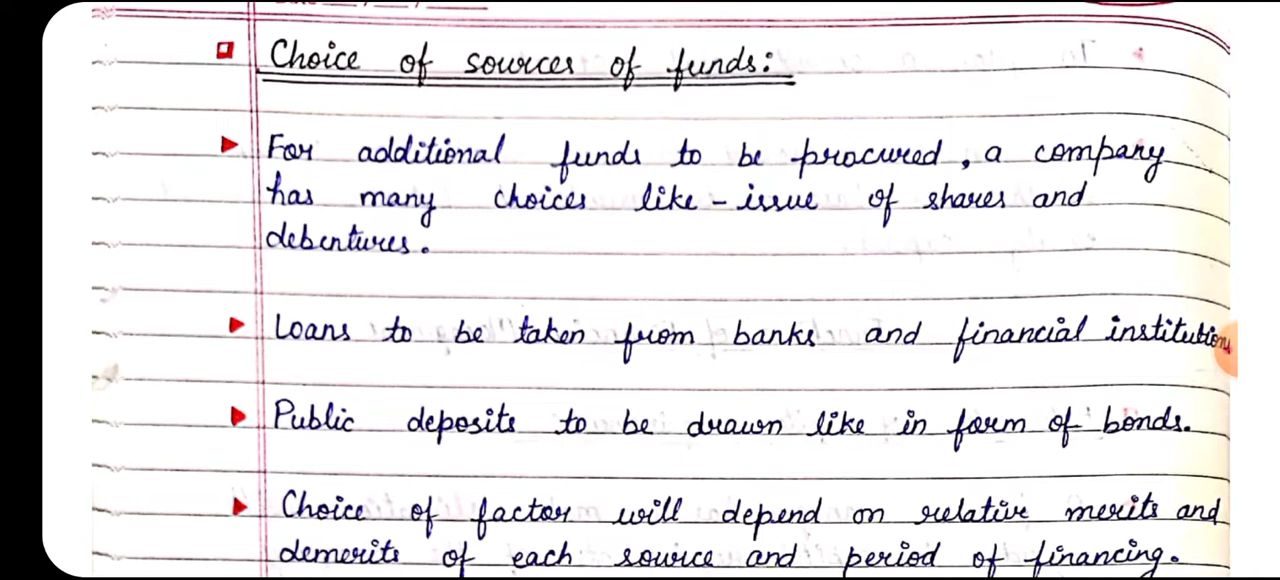 Choice of sources of funds:
For additional funds to be procured, a company
has many choices like - issue of shares and
debentures.
Loans to be taken from banks and financial institutions
Public deposits to be drawn like in form of bonds.
Choice of factor will depend on relative merits and
demerits of each source and period of financing.